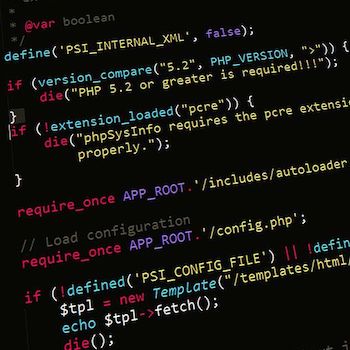 *
* @var boolean
*/
define('PSI_INTERNAL_XML', false);
if (version_compare("5.2", PHP_VERSION, ">")) {
die("PHP 5.2 or greater is required!!!");
}
if (!extension_loaded("pcre")) {
die("phpSysInfo requires the pcre extensio
properly.");
}
require_once APP_ROOT.'/includes/autoloader
// Load configuration
require_once APP_ROOT.'/config.php';
if (!defined('PSI_CONFIG_FILE') || !defin
$tpl = new Template("/templates/html/
echo $tpl->fetch();
die();